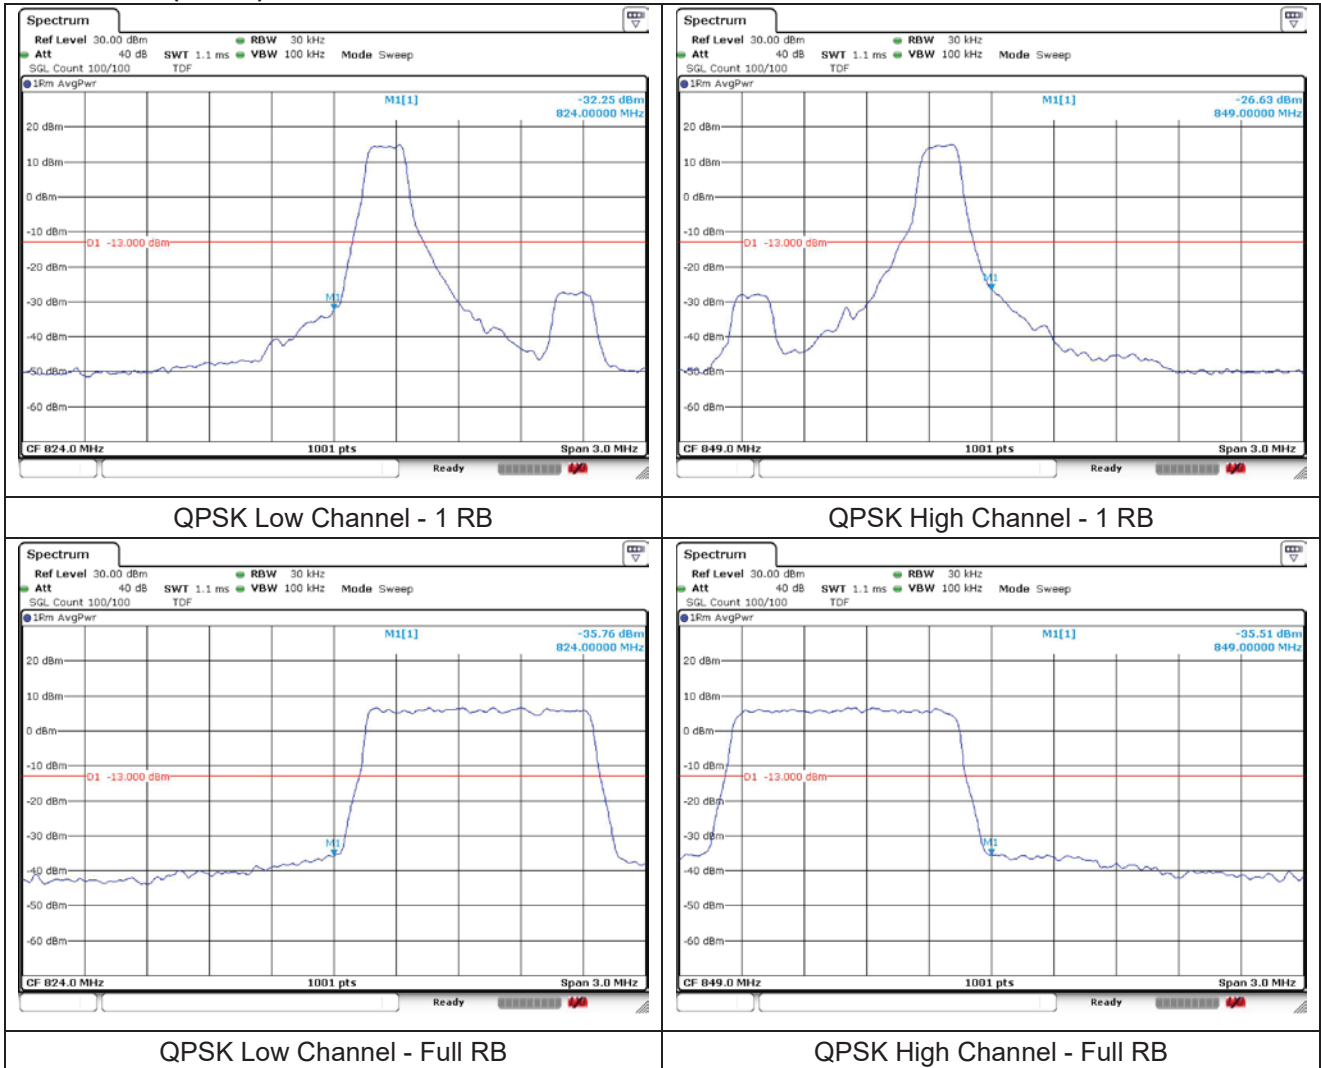 Spectrum
Ref Level 30.00 dBm RBW 30 kHz
Att 40 dB SWT 1.1 ms VBW 100 kHz Mode Sweep
SGL Count 100/100 TDF
1Rm AvgPwr
M1[1] -32.25 dBm
824.00000 MHz
20 dBm
10 dBm
0 dBm
-10 dBm
D1 -13.000 dBm
-20 dBm
-30 dBm
M1
-40 dBm
-50 dBm
-60 dBm
CF 824.0 MHz 1001 pts Span 3.0 MHz
Ready
QPSK Low Channel - 1 RB
Spectrum
Ref Level 30.00 dBm RBW 30 kHz
Att 40 dB SWT 1.1 ms VBW 100 kHz Mode Sweep
SGL Count 100/100 TDF
1Rm AvgPwr
M1[1] -26.63 dBm
849.00000 MHz
20 dBm
10 dBm
0 dBm
-10 dBm
D1 -13.000 dBm
-20 dBm
M1
-30 dBm
-40 dBm
-50 dBm
-60 dBm
CF 849.0 MHz 1001 pts Span 3.0 MHz
Ready
QPSK High Channel - 1 RB
Spectrum
Ref Level 30.00 dBm RBW 30 kHz
Att 40 dB SWT 1.1 ms VBW 100 kHz Mode Sweep
SGL Count 100/100 TDF
1Rm AvgPwr
M1[1] -35.76 dBm
824.00000 MHz
20 dBm
10 dBm
0 dBm
-10 dBm
D1 -13.000 dBm
-20 dBm
-30 dBm
M1
-40 dBm
-50 dBm
-60 dBm
CF 824.0 MHz 1001 pts Span 3.0 MHz
Ready
QPSK Low Channel - Full RB
Spectrum
Ref Level 30.00 dBm RBW 30 kHz
Att 40 dB SWT 1.1 ms VBW 100 kHz Mode Sweep
SGL Count 100/100 TDF
1Rm AvgPwr
M1[1] -35.51 dBm
849.00000 MHz
20 dBm
10 dBm
0 dBm
-10 dBm
D1 -13.000 dBm
-20 dBm
-30 dBm
M1
-40 dBm
-50 dBm
-60 dBm
CF 849.0 MHz 1001 pts Span 3.0 MHz
Ready
QPSK High Channel - Full RB